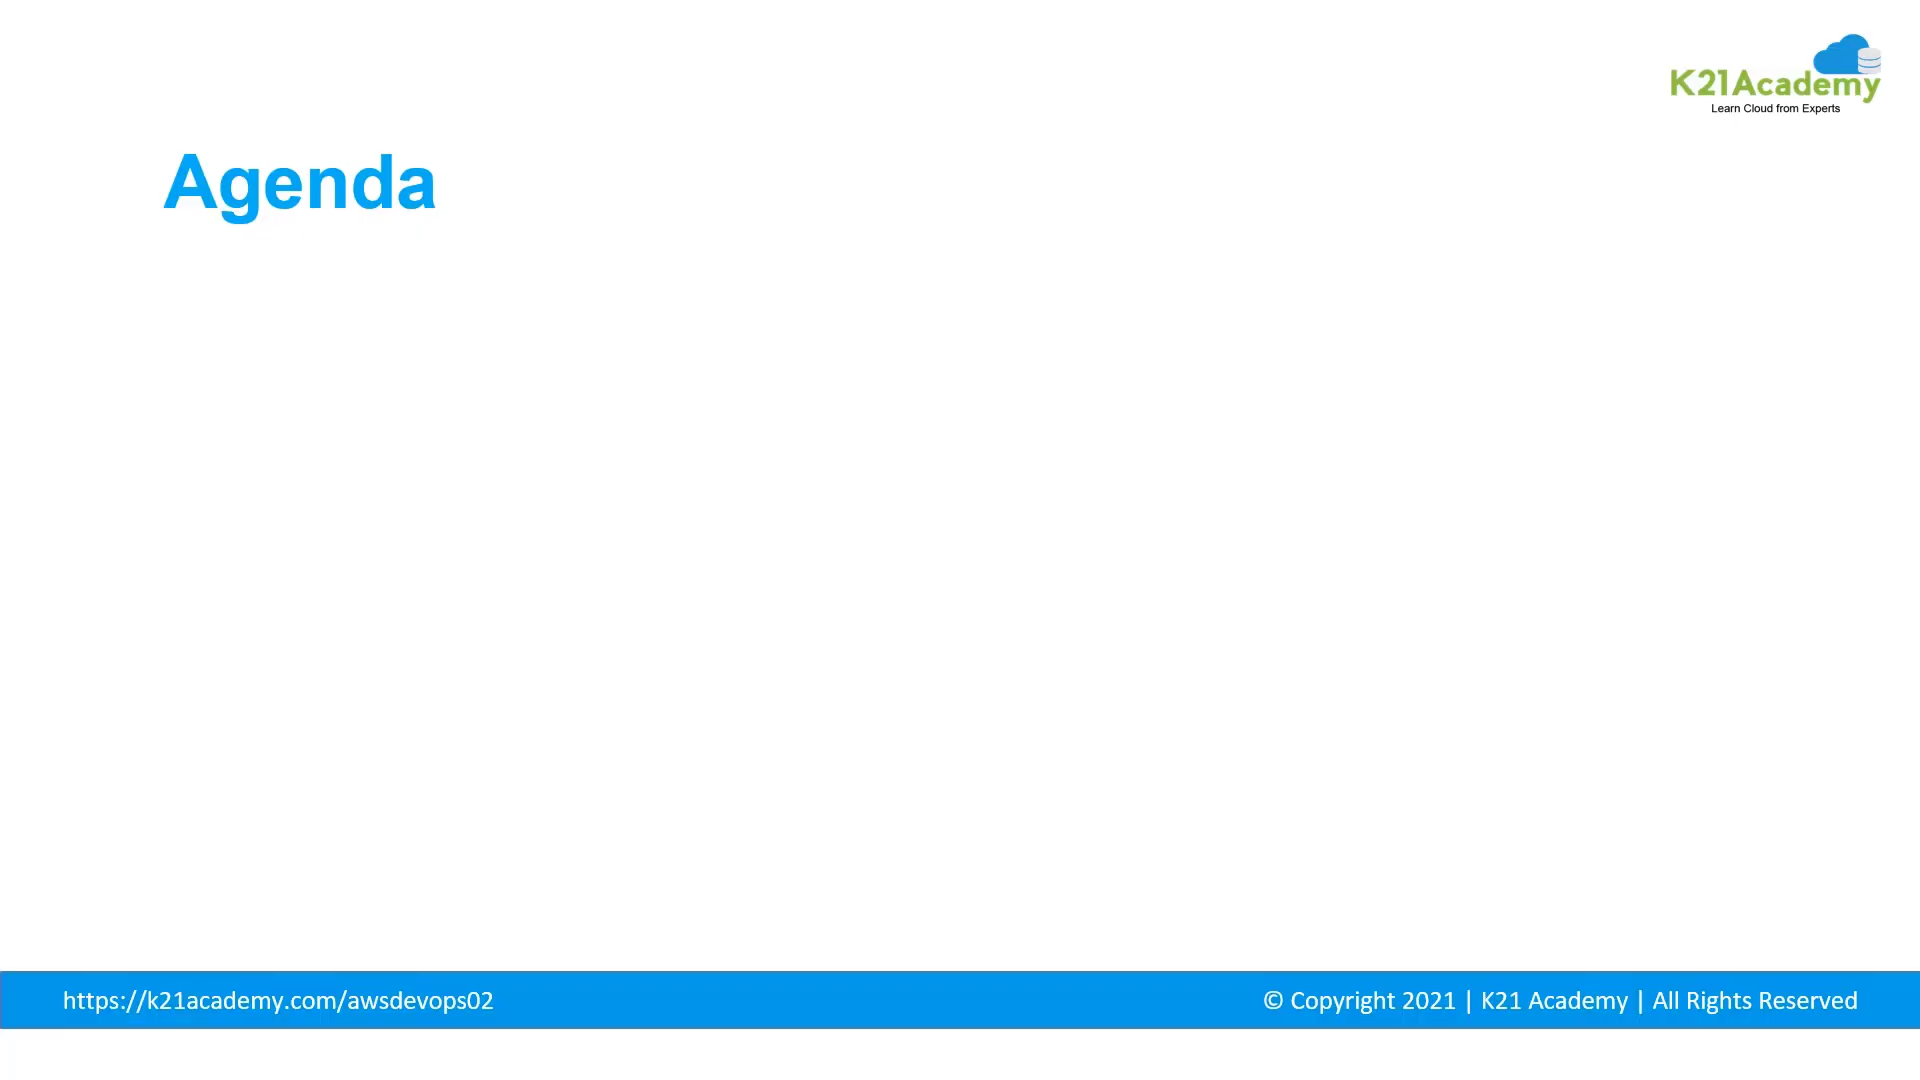 K21Academy
Learn Cloud from Experts
Agenda
https://k21academy.com/awsdevops02
© Copyright 2021 | K21 Academy | All Rights Reserved